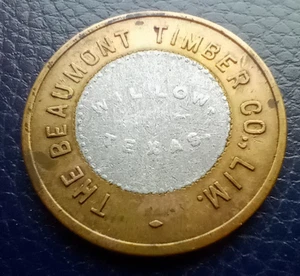 THE BEAUMONT TIMBER CO., LIM.
WILLOW,
TEXAS.